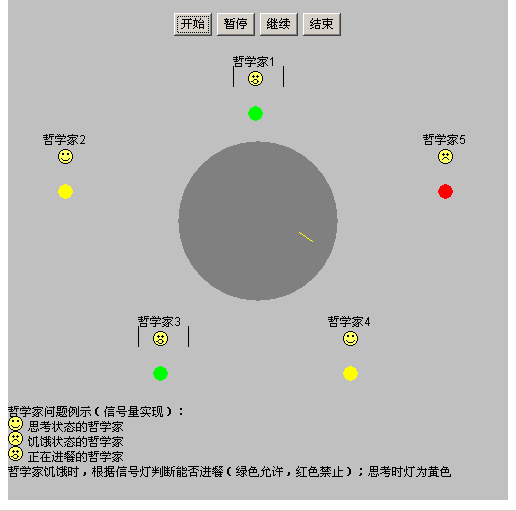 开始 暂停 继续 结束
哲学家1
哲学家2 哲学家5
哲学家3 哲学家4
哲学家问题例示(信号量实现):
思考状态的哲学家
饥饿状态的哲学家
正在进餐的哲学家
哲学家饥饿时,根据信号灯判断能否进餐(绿色允许,红色禁止);思考时灯为黄色